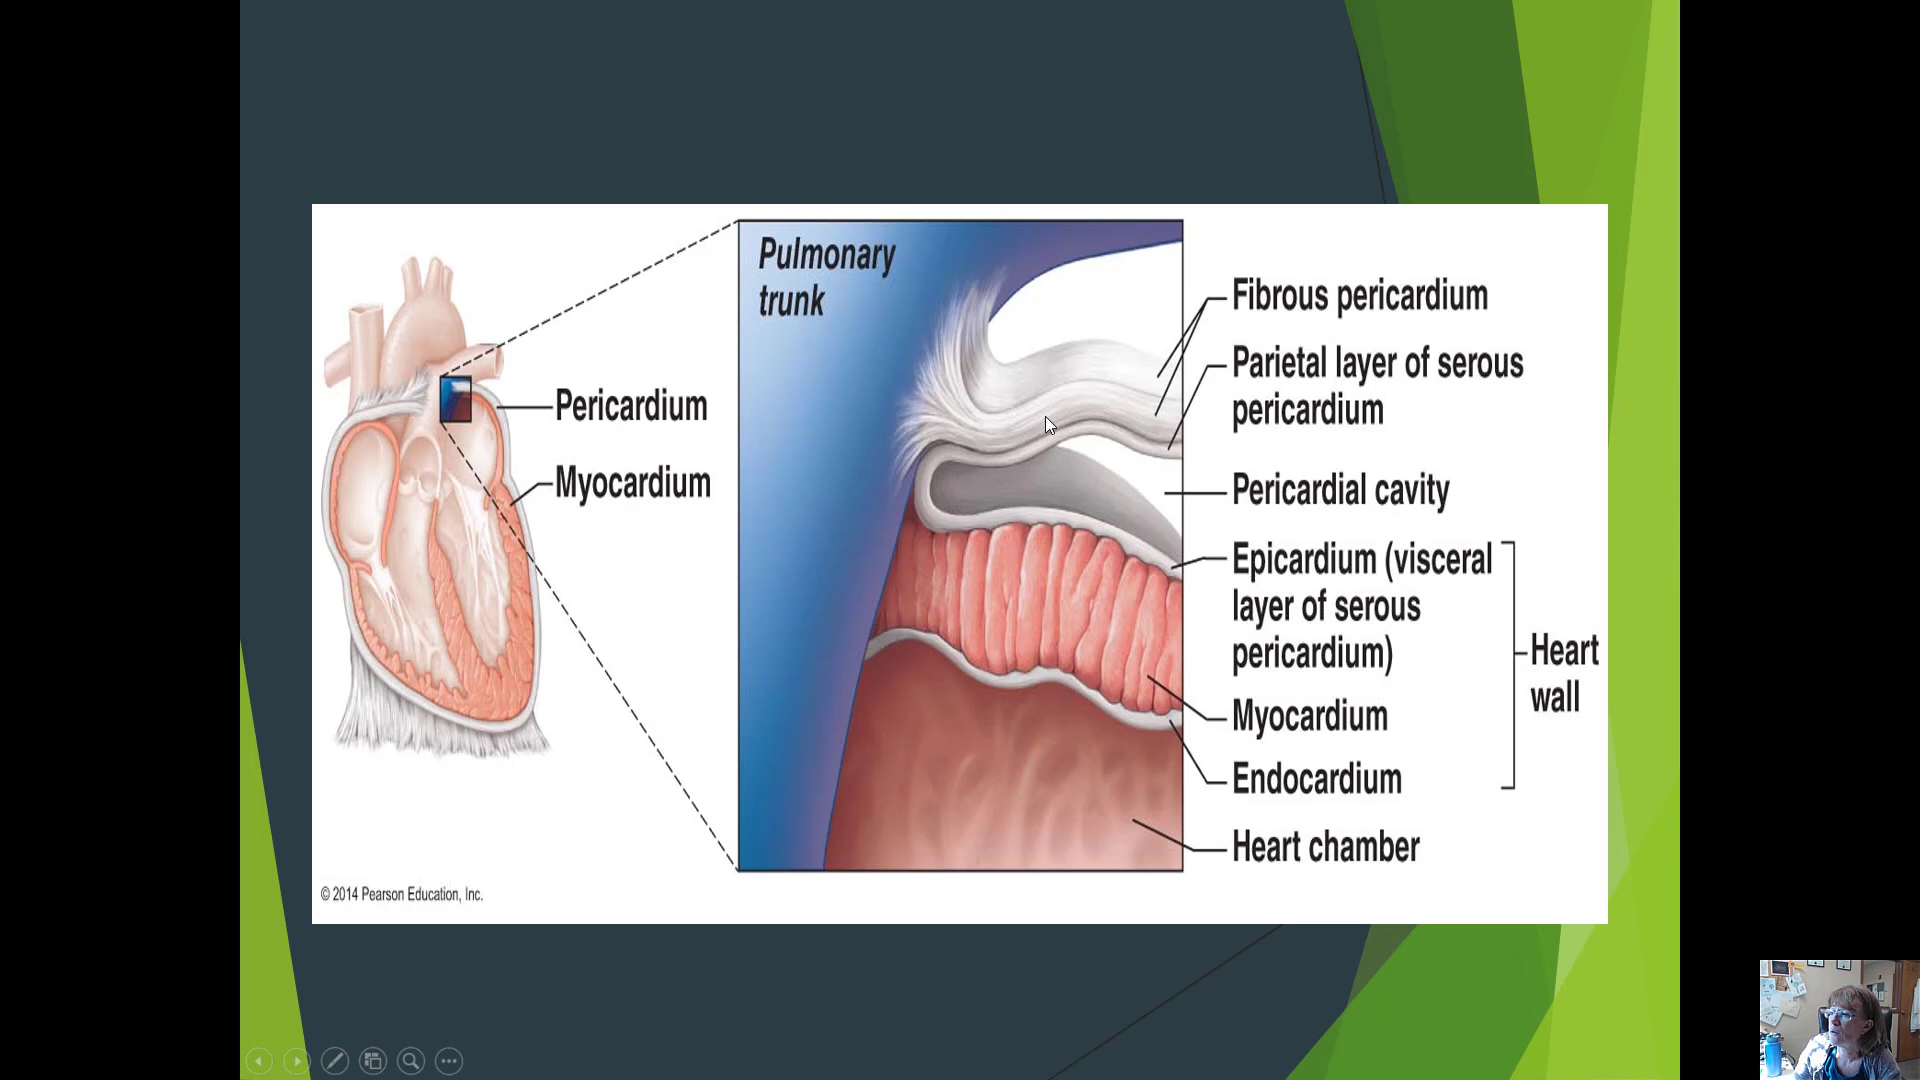 Pulmonary
trunk
Fibrous pericardium
Parietal layer of serous
pericardium
Pericardium
Myocardium
Pericardial cavity
Epicardium (visceral
layer of serous
pericardium)
Heart
wall
Myocardium
Endocardium
Heart chamber
© 2014 Pearson Education, Inc.